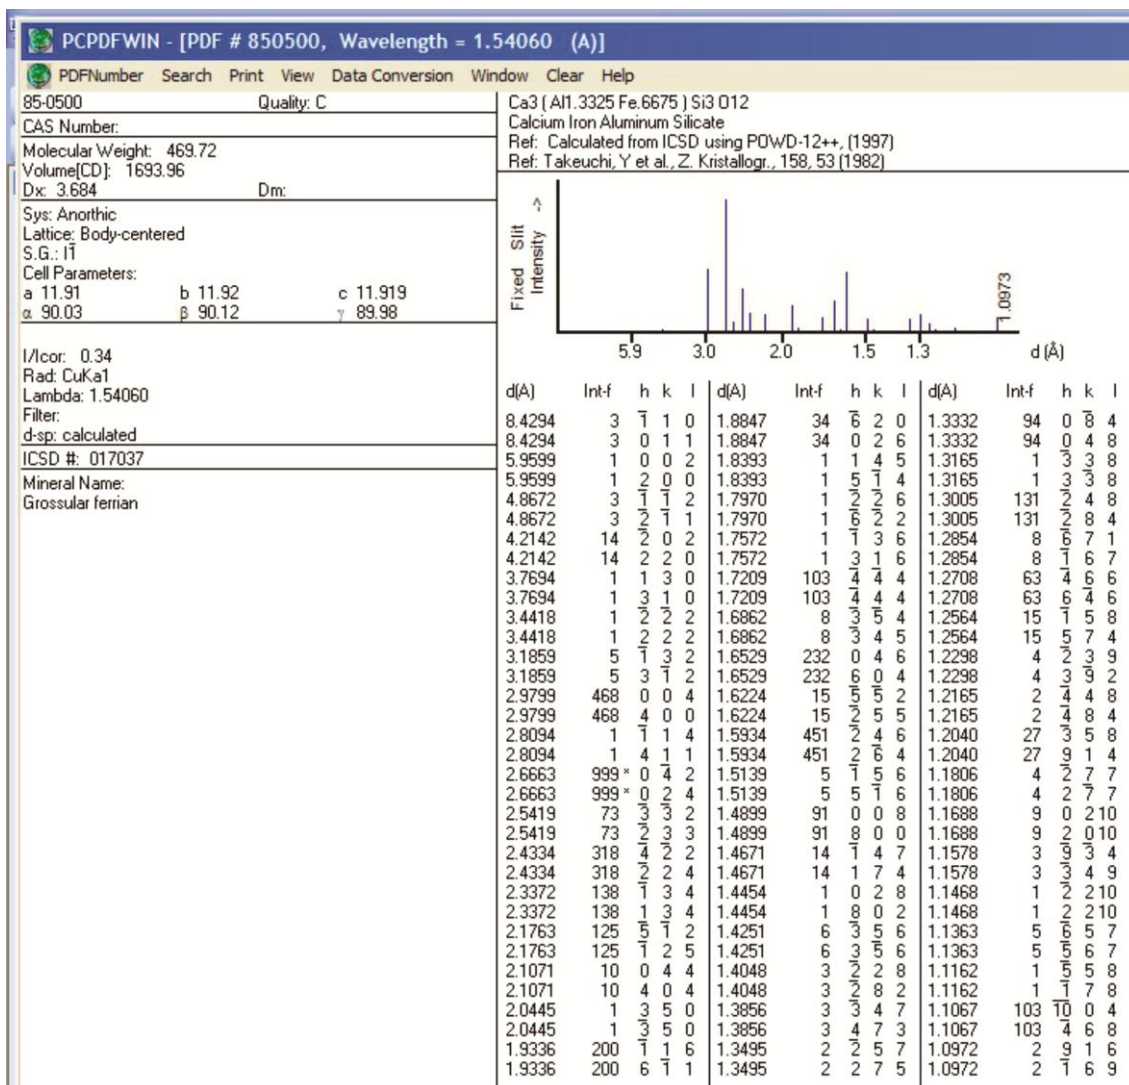 PCPDFWIN - [PDF # 850500, Wavelength = 1.54060 (A)]
PDFNumber Search Print View Data Conversion Window Clear Help
85-0500 Quality: C
CAS Number:
Molecular Weight: 469.72
Volume[CD]: 1693.96
Dx: 3.684 Dm:
Sys: Anorthic
Lattice: Body-centered
S.G.: I1̄
Cell Parameters:
a 11.91 b 11.92 c 11.919
α 90.03 β 90.12 γ 89.98
I/Icor: 0.34
Rad: CuKa1
Lambda: 1.54060
Filter:
d-sp: calculated
ICSD #: 017037
Mineral Name:
Grossular ferrian
Ca3 ( Al1.3325 Fe.6675 ) Si3 O12
Calcium Iron Aluminum Silicate
Ref: Calculated from ICSD using POWD-12++, (1997)
Ref: Takeuchi, Y et al., Z. Kristallogr., 158, 53 (1982)
Fixed Slit
Intensity ->
1.0973
5.9 3.0 2.0 1.5 1.3 d (Å)
d(A) Int-f h k l d(A) Int-f h k l d(A) Int-f h k l
8.4294 3 1̄ 1 0 1.8847 34 6̄ 2 0 1.3332 94 0 8̄ 4
8.4294 3 0 1 1 1.8847 34 0 2 6 1.3332 94 0 4 8
5.9599 1 0 0 2 1.8393 1 1 4 5 1.3165 1 3̄ 3̄ 8
5.9599 1 2 0 0 1.8393 1 5 1̄ 4 1.3165 1 3 3 8
4.8672 3 1̄ 1̄ 2 1.7970 1 2̄ 2̄ 6 1.3005 131 2̄ 4 8
4.8672 3 2̄ 1̄ 1 1.7970 1 6̄ 2̄ 2 1.3005 131 2 8 4
4.2142 14 2̄ 0 2 1.7572 1 1̄ 3 6 1.2854 8 6̄ 7 1
4.2142 14 2 2 0 1.7572 1 3 1 6 1.2854 8 1̄ 6 7
3.7694 1 1 3 0 1.7209 103 4̄ 4̄ 4 1.2708 63 4̄ 6 6
3.7694 1 3̄ 1 0 1.7209 103 4̄ 4 4 1.2708 63 6 4̄ 6
3.4418 1 2̄ 2̄ 2 1.6862 8 3̄ 5̄ 4 1.2564 15 1̄ 5 8
3.4418 1 2 2 2 1.6862 8 3̄ 4 5 1.2564 15 5 7 4
3.1859 5 1̄ 3 2 1.6529 232 0 4 6 1.2298 4 2̄ 3̄ 9
3.1859 5 3 1̄ 2 1.6529 232 6 0 4 1.2298 4 3̄ 9̄ 2
2.9799 468 0 0 4 1.6224 15 5̄ 5̄ 2 1.2165 2 4̄ 4 8
2.9799 468 4 0 0 1.6224 15 2̄ 5 5 1.2165 2 4̄ 8 4
2.8094 1 1̄ 1 4 1.5934 451 2̄ 4 6 1.2040 27 3̄ 5 8
2.8094 1 4 1 1 1.5934 451 2 6̄ 4 1.2040 27 9 1 4
2.6663 999 * 0 4̄ 2 1.5139 5 1̄ 5 6 1.1806 4 2̄ 7̄ 7
2.6663 999 * 0 2 4 1.5139 5 5 1̄ 6 1.1806 4 2 7̄ 7
2.5419 73 3̄ 3̄ 2 1.4899 91 0 0 8 1.1688 9 0 2 10
2.5419 73 2̄ 3 3 1.4899 91 8 0 0 1.1688 9 2 0 10
2.4334 318 4̄ 2 2 1.4671 14 1̄ 4 7 1.1578 3 9̄ 3̄ 4
2.4334 318 2̄ 2 4 1.4671 14 1 7 4 1.1578 3 3̄ 4 9
2.3372 138 1̄ 3 4 1.4454 1 0 2 8 1.1468 1 2̄ 2 10
2.3372 138 1 3 4 1.4454 1 8 0 2 1.1468 1 2 2 10
2.1763 125 5̄ 1̄ 2 1.4251 6 3̄ 5 6 1.1363 5 6̄ 5 7
2.1763 125 1̄ 2 5 1.4251 6 3 5̄ 6 1.1363 5 5 6̄ 7
2.1071 10 0 4 4 1.4048 3 2̄ 2 8 1.1162 1 5̄ 5 8
2.1071 10 4 0 4 1.4048 3 2̄ 8 2 1.1162 1 1̄ 7 8
2.0445 1 3 5 0 1.3856 3 3̄ 4 7 1.1067 103 1̄0̄ 0 4
2.0445 1 3̄ 5 0 1.3856 3 4̄ 7 3 1.1067 103 4̄ 6 8
1.9336 200 1̄ 1 6 1.3495 2 2̄ 5 7 1.0972 2 9 1 6
1.9336 200 6 1̄ 1 1.3495 2 2 7 5 1.0972 2 1̄ 6 9